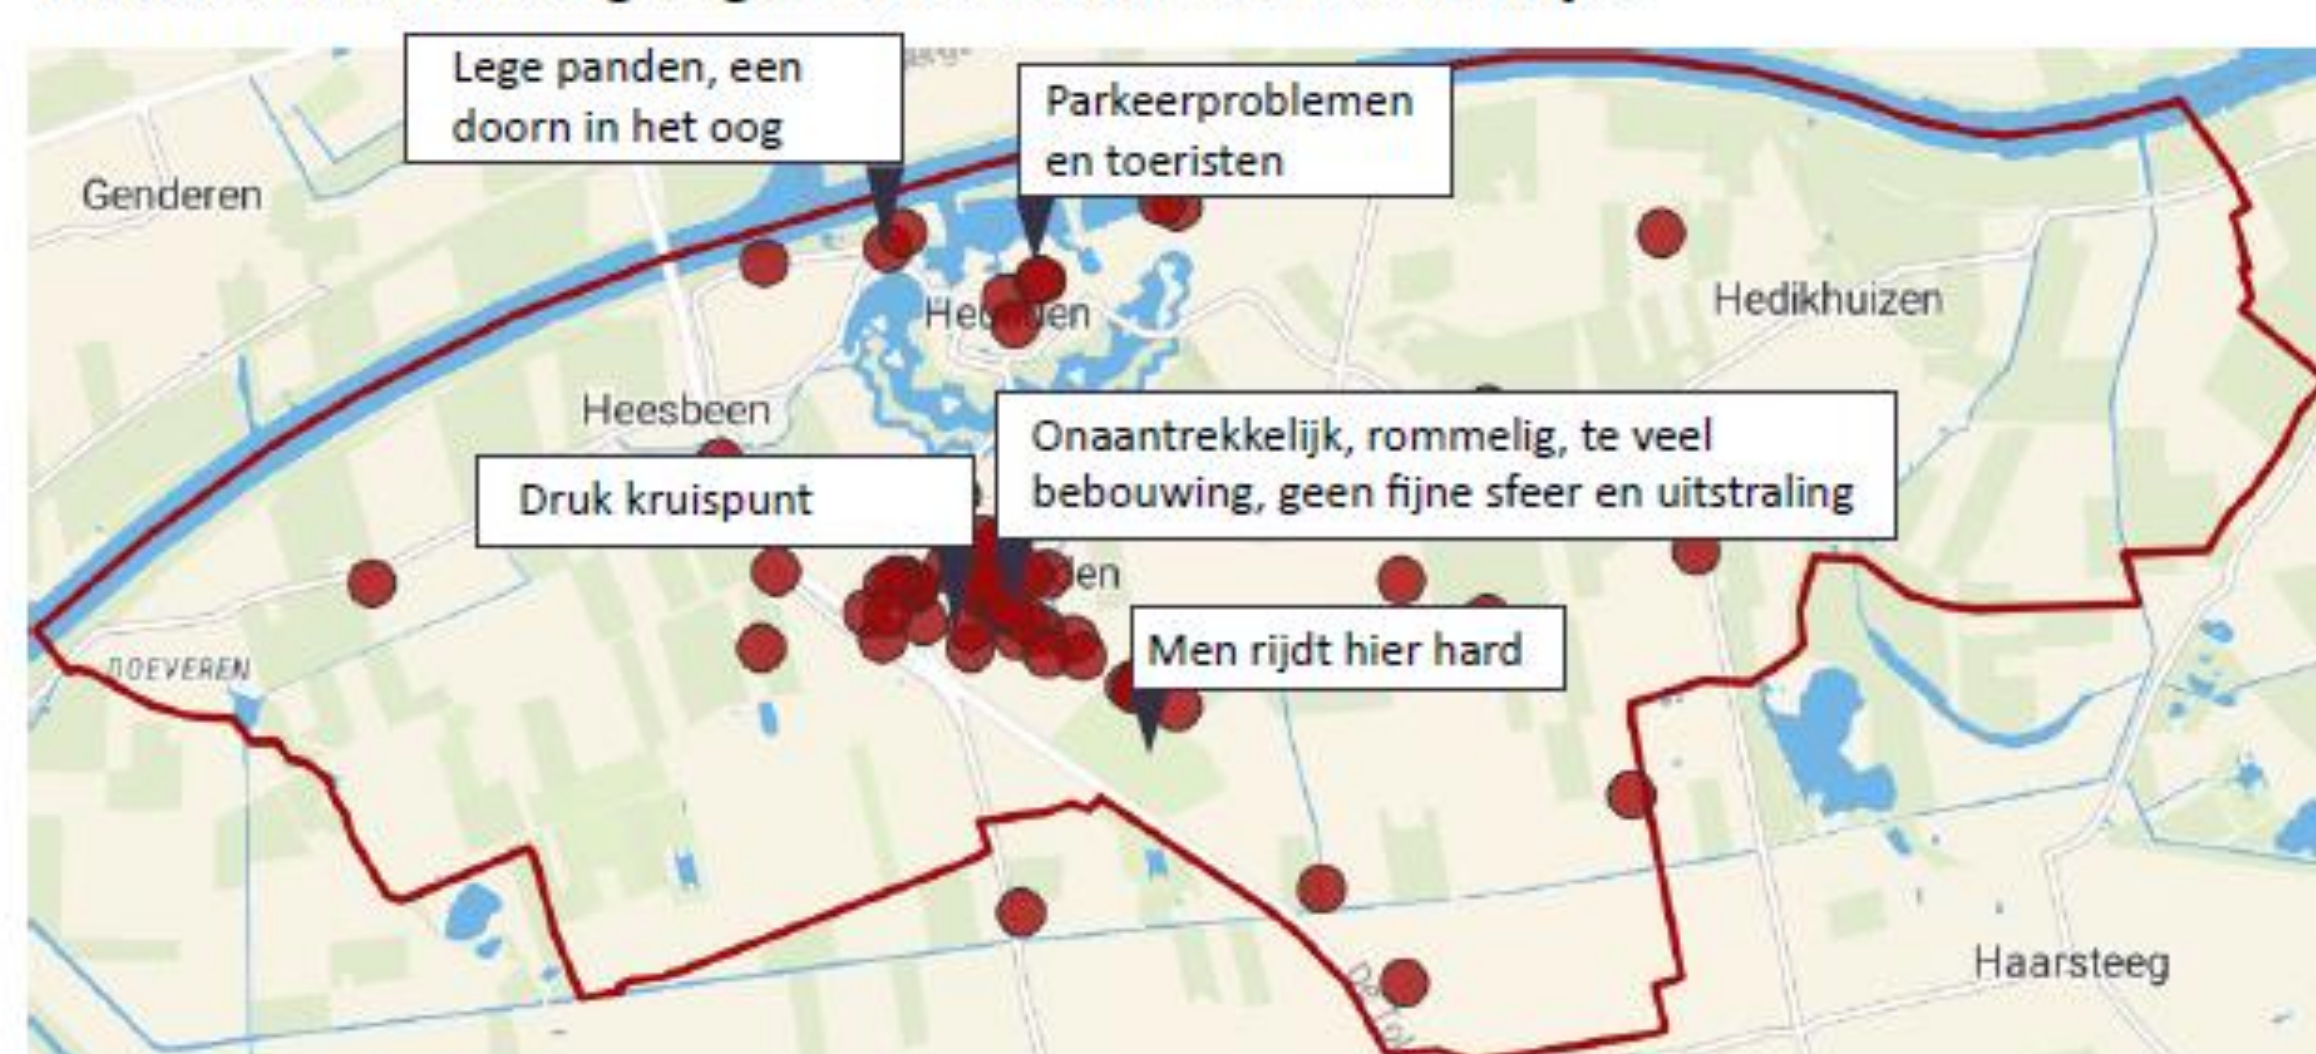 Lege panden, een
doorn in het oog
Parkeerproblemen
en toeristen
Genderen
Hedikhuizen
Heesbeen
Onaantrekkelijk, rommelig, te veel
bebouwing, geen fijne sfeer en uitstraling
Druk kruispunt
Men rijdt hier hard
DOEVEREN
Haarsteeg